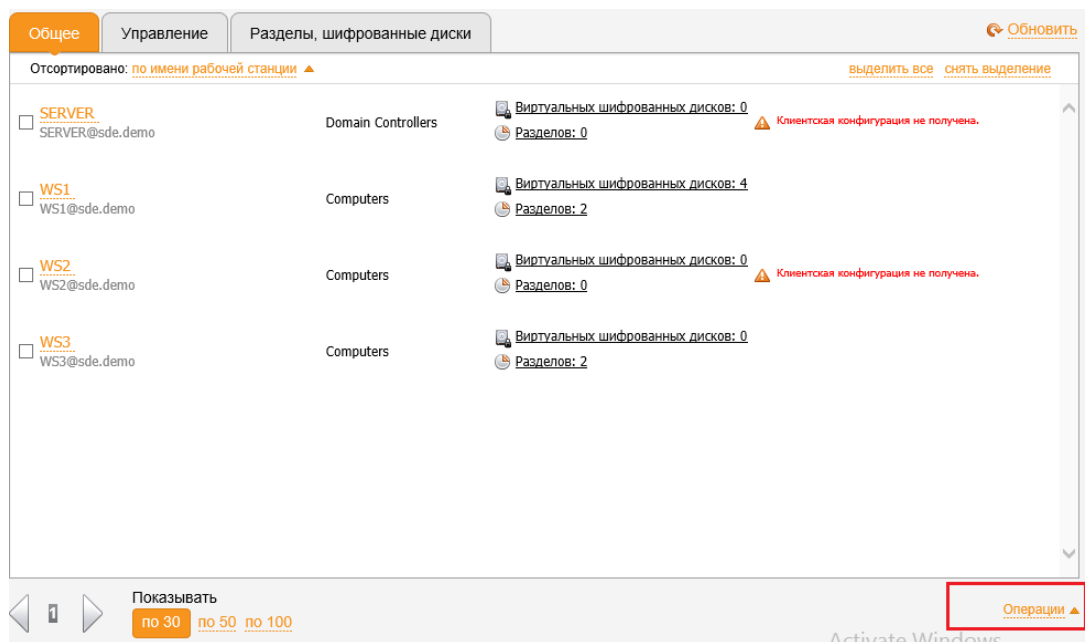 Общее Управление Разделы, шифрованные диски Обновить
Отсортировано: по имени рабочей станции выделить все снять выделение
SERVER
SERVER@sde.demo
Domain Controllers
Виртуальных шифрованных дисков: 0
Разделов: 0
Клиентская конфигурация не получена.
WS1
WS1@sde.demo
Computers
Виртуальных шифрованных дисков: 4
Разделов: 2
WS2
WS2@sde.demo
Computers
Виртуальных шифрованных дисков: 0
Разделов: 0
Клиентская конфигурация не получена.
WS3
WS3@sde.demo
Computers
Виртуальных шифрованных дисков: 0
Разделов: 2
1
Показывать
по 30 по 50 по 100
Операции
Activate Windows